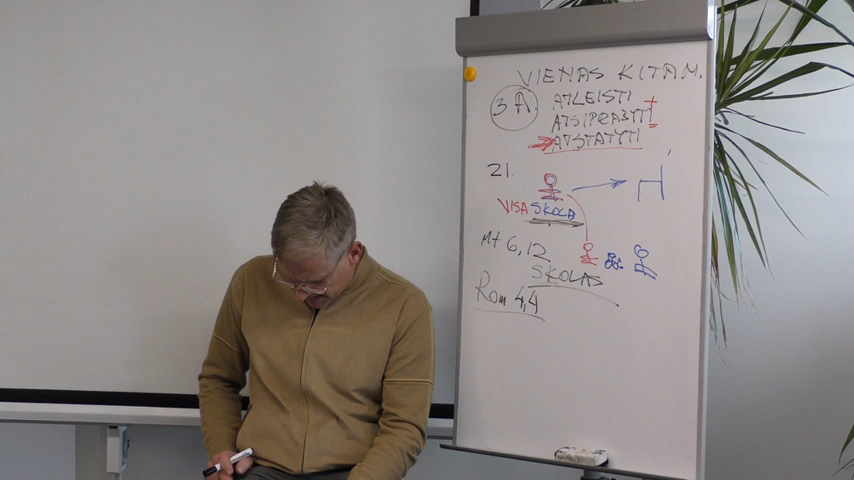 VIENAS KITAM.
3 A. ATLEISTI
ATSIPRAŠYTI
ATSTATYTI
21.
VISA SKOLA
Mt 6,12
SKOLAS
Rom 4,4